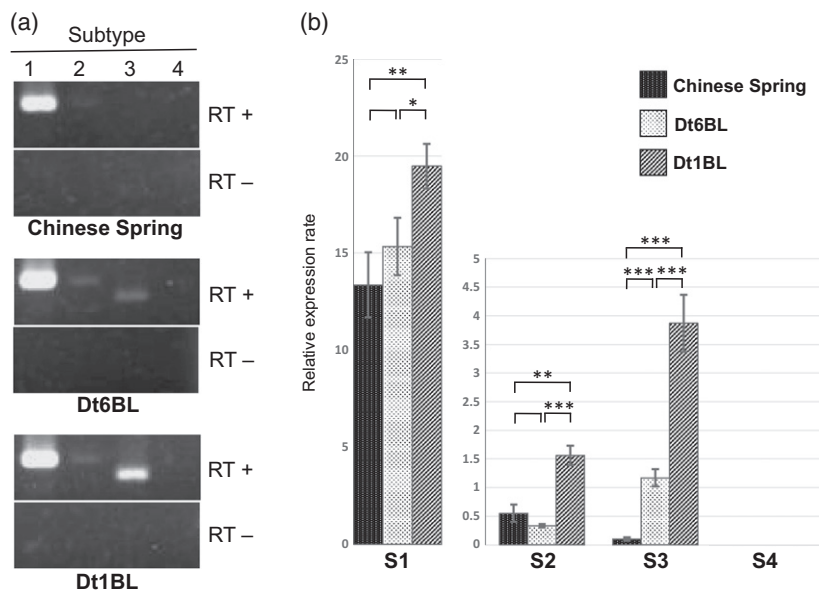 (a)
Subtype
1 2 3 4
RT +
RT –
Chinese Spring
RT +
RT –
Dt6BL
RT +
RT –
Dt1BL
(b)
Relative expression rate
25
20
15
10
5
0
**
*
S1
Chinese Spring
Dt6BL
Dt1BL
5
4.5
4
3.5
3
2.5
2
1.5
1
0.5
0
**
***
***
*** ***
S2 S3 S4